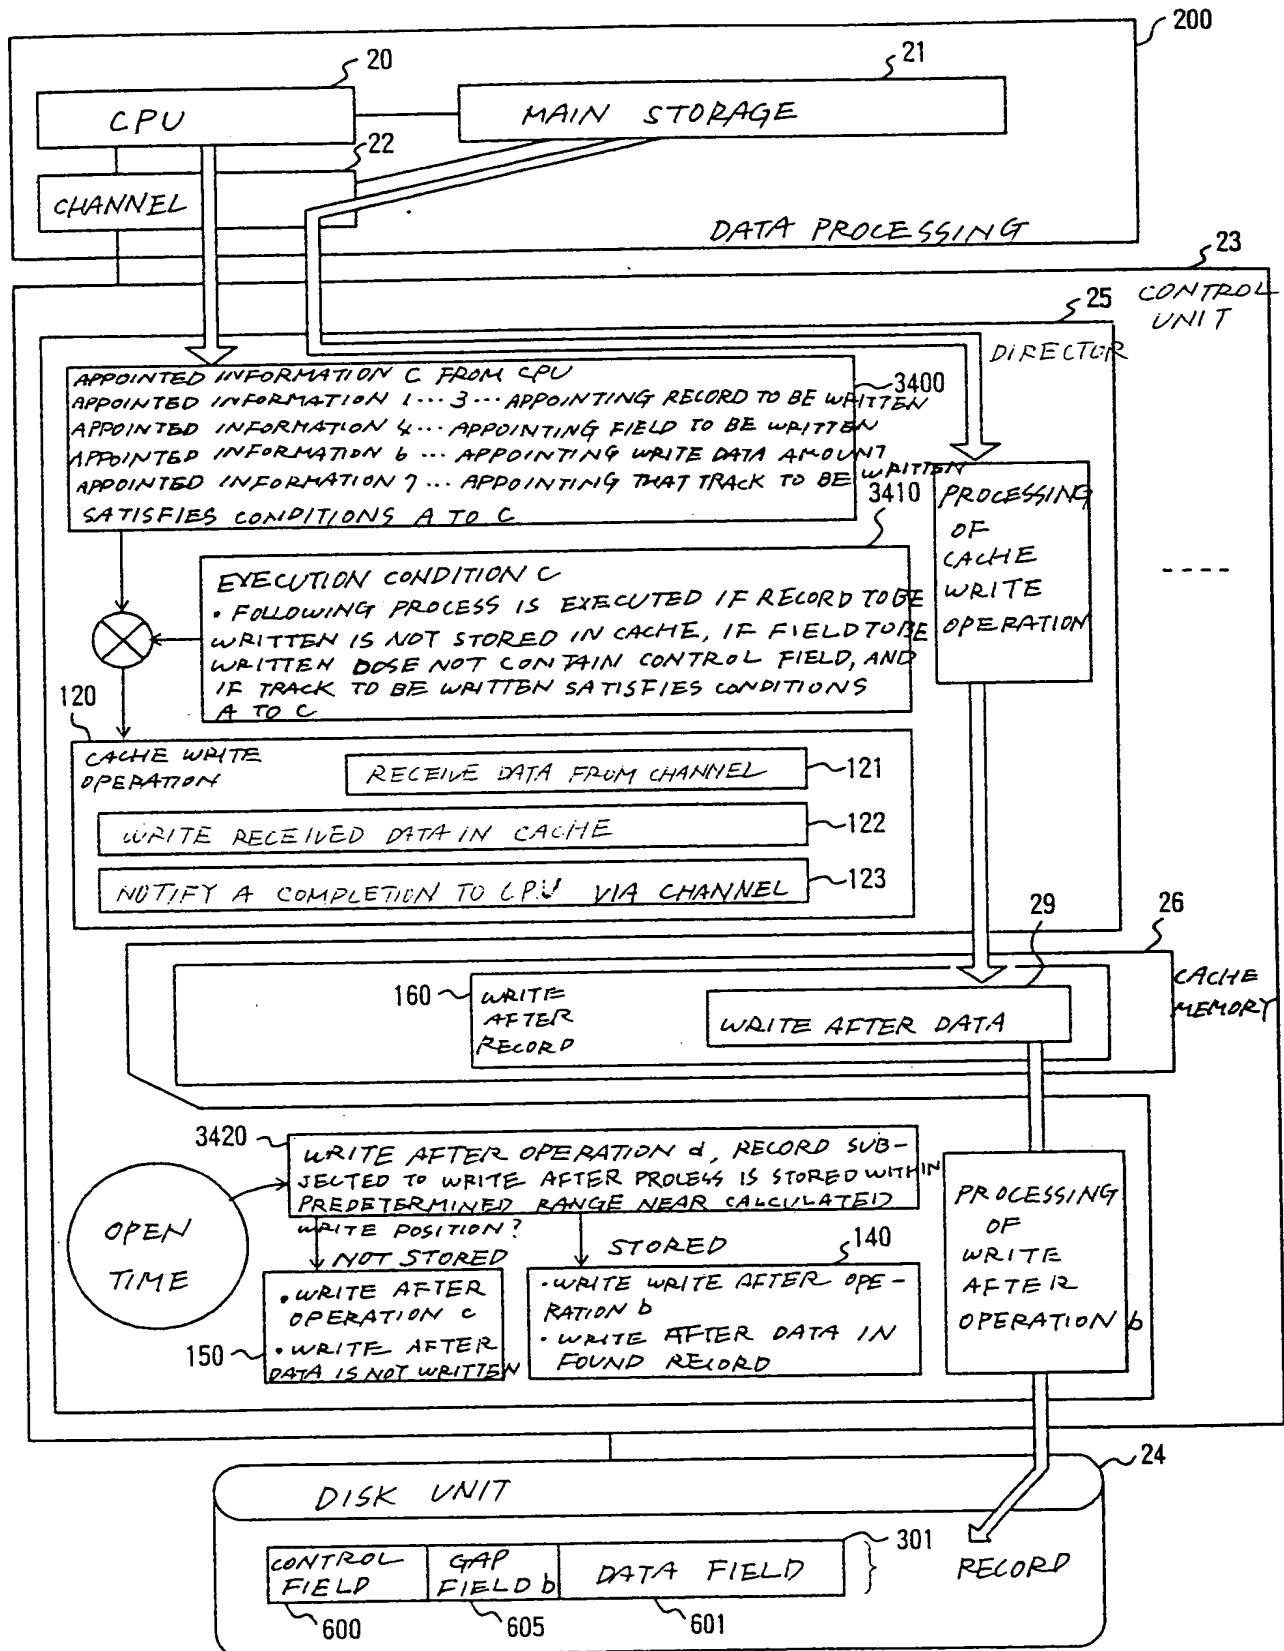 200
20
21
CPU
MAIN STORAGE
22
CHANNEL
DATA PROCESSING
23
CONTROL
UNIT
25
DIRECTOR
APPOINTED INFORMATION C FROM CPU
APPOINTED INFORMATION 1 ... 3 ... APPOINTING RECORD TO BE WRITTEN
APPOINTED INFORMATION 4 ... APPOINTING FIELD TO BE WRITTEN
APPOINTED INFORMATION 6 ... APPOINTING WRITE DATA AMOUNT
APPOINTED INFORMATION 7 ... APPOINTING THAT TRACK TO BE WRITTEN
SATISFIES CONDITIONS A TO C
3400
3410
PROCESSING
OF
CACHE
WRITE
OPERATION
----
EXECUTION CONDITION C
• FOLLOWING PROCESS IS EXECUTED IF RECORD TO BE
WRITTEN IS NOT STORED IN CACHE, IF FIELD TO BE
WRITTEN DOSE NOT CONTAIN CONTROL FIELD, AND
IF TRACK TO BE WRITTEN SATISFIES CONDITIONS
A TO C
120
CACHE WRITE
OPERATION
RECEIVE DATA FROM CHANNEL
121
WRITE RECEIVED DATA IN CACHE
122
NOTIFY A COMPLETION TO CPU VIA CHANNEL
123
26
29
CACHE
MEMORY
160
WRITE
AFTER
RECORD
WRITE AFTER DATA
3420
WRITE AFTER OPERATION d, RECORD SUB-
JECTED TO WRITE AFTER PROCESS IS STORED WITHIN
PREDETERMINED RANGE NEAR CALCULATED
WRITE POSITION?
OPEN
TIME
NOT STORED
STORED
140
• WRITE AFTER
OPERATION c
• WRITE AFTER
DATA IS NOT WRITTEN
150
• WRITE WRITE AFTER OPE-
RATION b
• WRITE AFTER DATA IN
FOUND RECORD
PROCESSING
OF
WRITE
AFTER
OPERATION b
24
DISK UNIT
301
CONTROL
FIELD
GAP
FIELD b
DATA FIELD
RECORD
600
605
601